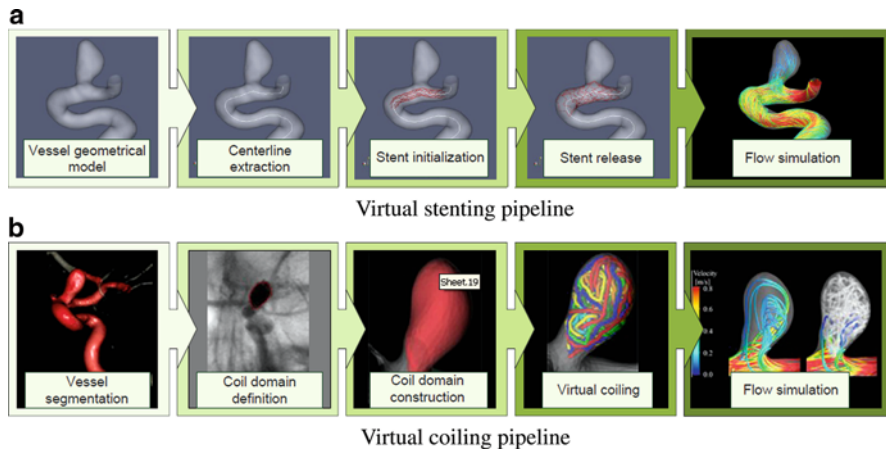 a
Vessel geometrical
model
Centerline
extraction
Stent initialization
Stent release
Flow simulation
Virtual stenting pipeline
b
Vessel
segmentation
Coil domain
definition
Sheet.19
Coil domain
construction
Virtual coiling
Velocity
[m/s]
0.8
0.6
0.4
0.2
0.0
Flow simulation
Virtual coiling pipeline